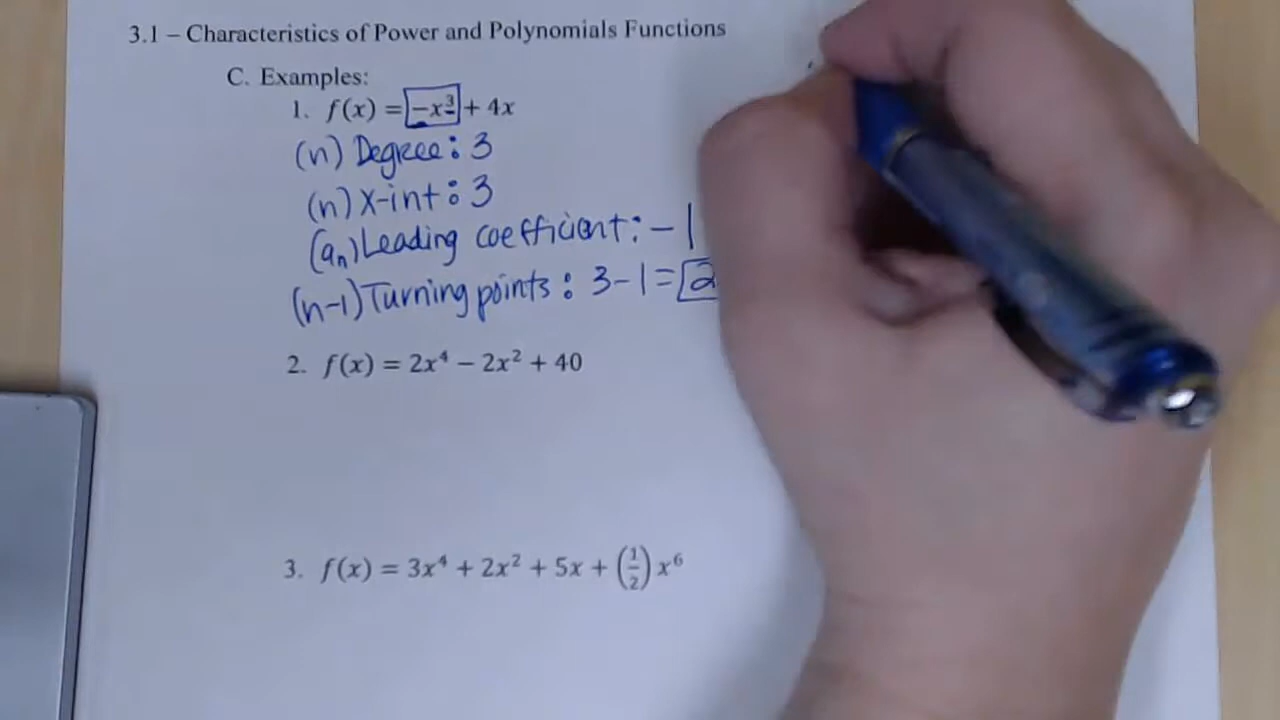 3.1 – Characteristics of Power and Polynomials Functions
C. Examples:
1. f(x) = −x³ + 4x
(n) Degree: 3
(n) x-int: 3
(aₙ) Leading coefficient: −1
(n−1) Turning points: 3−1=2
2. f(x) = 2x⁴ − 2x² + 40
3. f(x) = 3x⁴ + 2x² + 5x + (1/2) x⁶